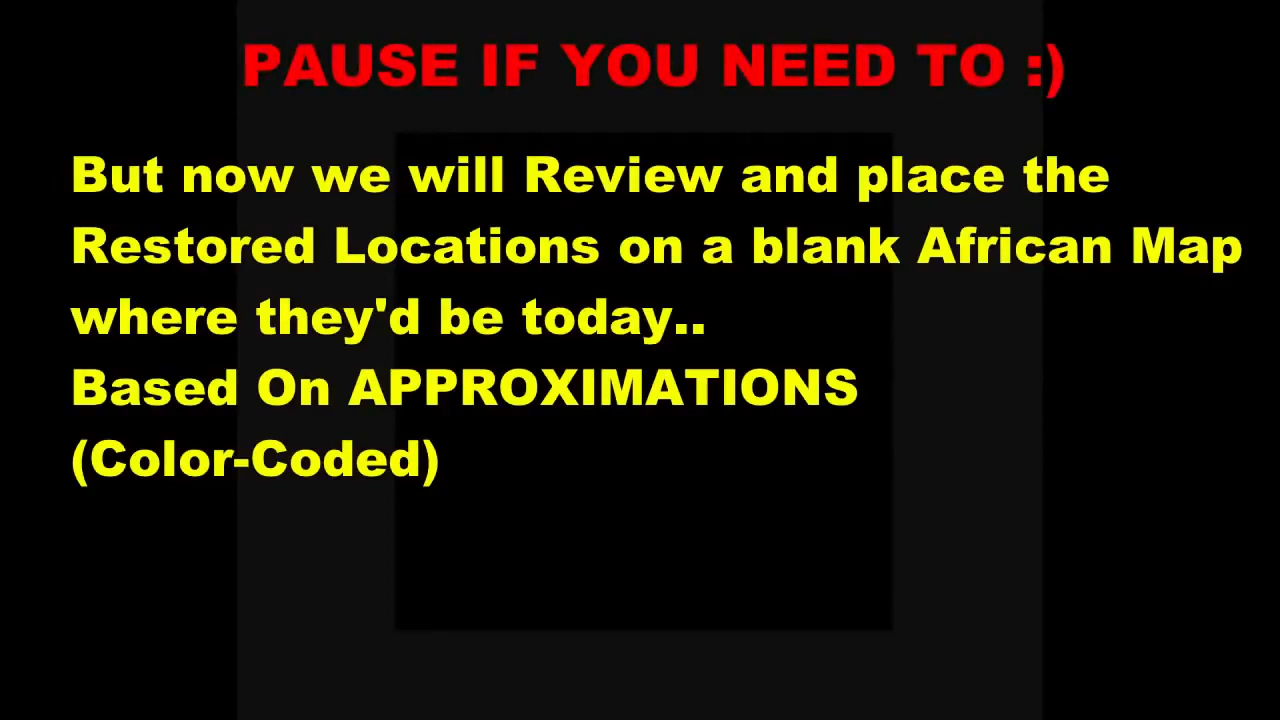 PAUSE IF YOU NEED TO :)
But now we will Review and place the
Restored Locations on a blank African Map
where they'd be today..
Based On APPROXIMATIONS
(Color-Coded)